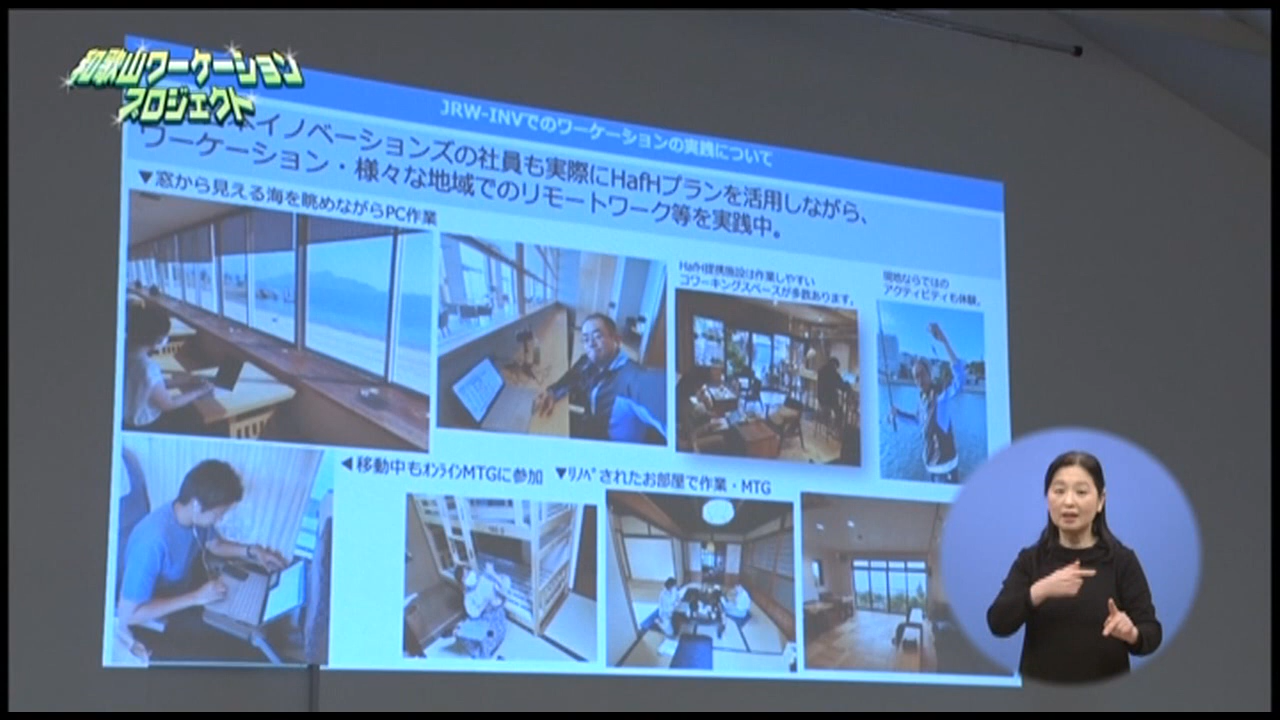 和歌山ワーケーション
プロジェクト
JRW-INVでのワーケーションの実践について
イノベーションズの社員も実際にHafHプランを活用しながら、
ワーケーション・様々な地域でのリモートワーク等を実践中。
▼窓から見える海を眺めながらPC作業
HafH提携施設は作業しやすい
コワーキングスペースが多数あります。
現地ならではの
アクティビティも体験。
◀移動中もｵﾝﾗｲﾝMTGに参加
▼ﾘﾉﾍﾞされたお部屋で作業・MTG